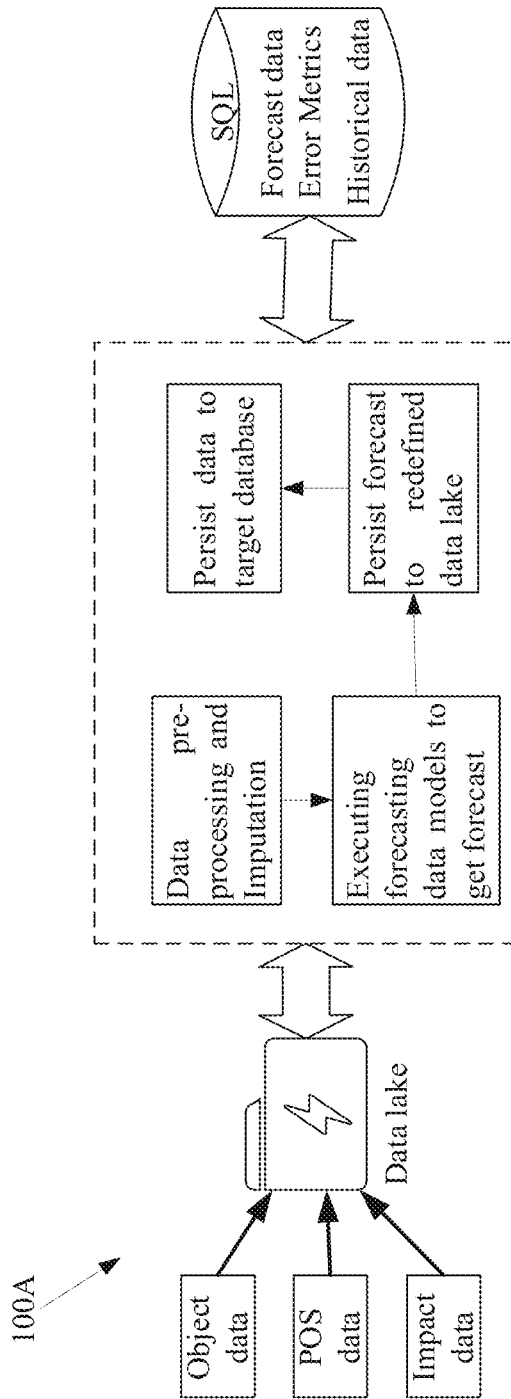 100A
Object
data
POS
data
Impact
data
Data lake
Data pre-
processing and
Imputation
Executing
forecasting
data models to
get forecast
Persist forecast
to redefined
data lake
Persist data to
target database
SQL
Forecast data
Error Metrics
Historical data